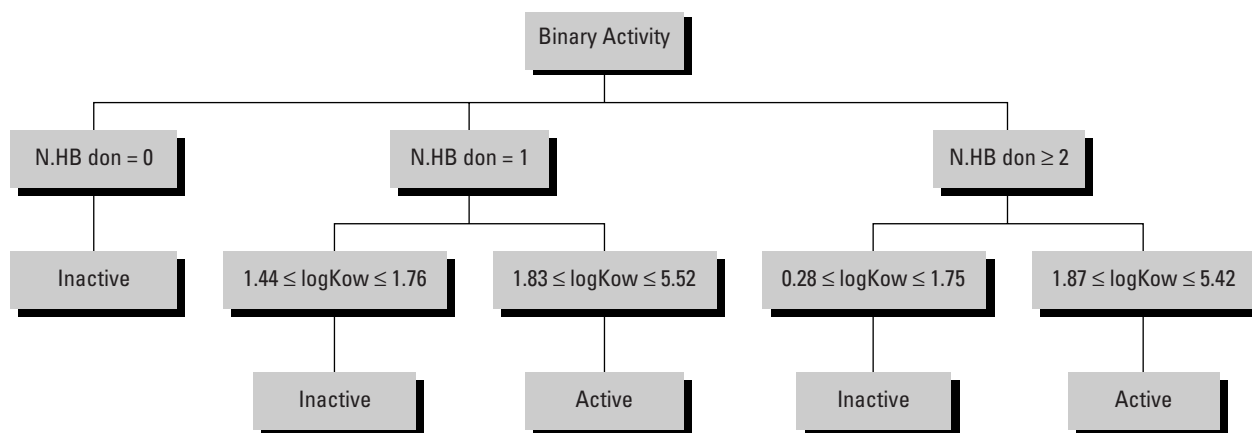 Binary Activity
N.HB don = 0
N.HB don = 1
N.HB don ≥ 2
Inactive
1.44 ≤ logKow ≤ 1.76
1.83 ≤ logKow ≤ 5.52
0.28 ≤ logKow ≤ 1.75
1.87 ≤ logKow ≤ 5.42
Inactive
Active
Inactive
Active